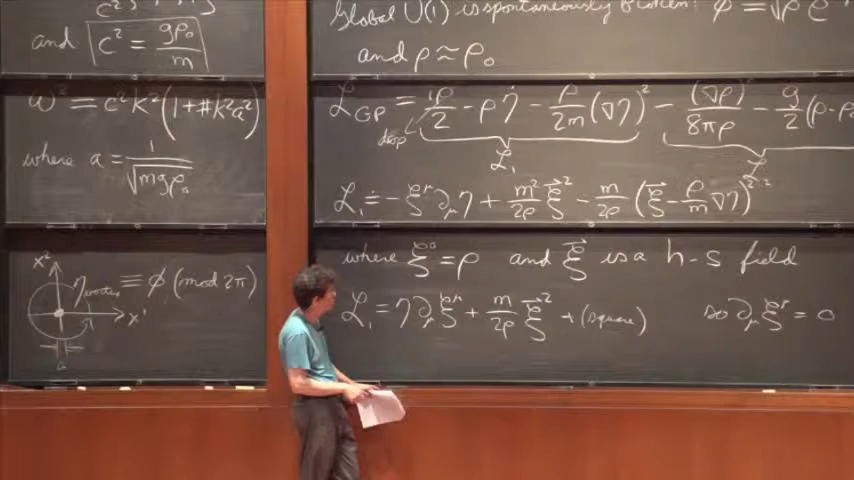 and c² = gρ₀/m
ω² = c²k²(1+#k²a²)
where a = 1/√(mgρ₀)
x²
η_vortex ≡ φ (mod 2π)
x¹
a
Global U(1) is spontaneously broken: φ = √ρ e
and ρ ≈ ρ₀
ℒ_GP = iρ̇/2 - ρη̇ - ρ/2m (∇η)² - (∇ρ)²/8πρ - g/2 (ρ-ρ₀
drop
ℒ₁
ℒ₁ ≐ -ξ^μ ∂_μ η + m²/2ρ ξ⃗² - m/2ρ (ξ⃗ - ρ/m ∇η)²
where ξ⁰ = ρ and ξ⃗ is a h-s field
ℒ₁ = η∂_μ ξ^μ + m/2ρ ξ⃗² + (square) so ∂_μ ξ^μ = 0